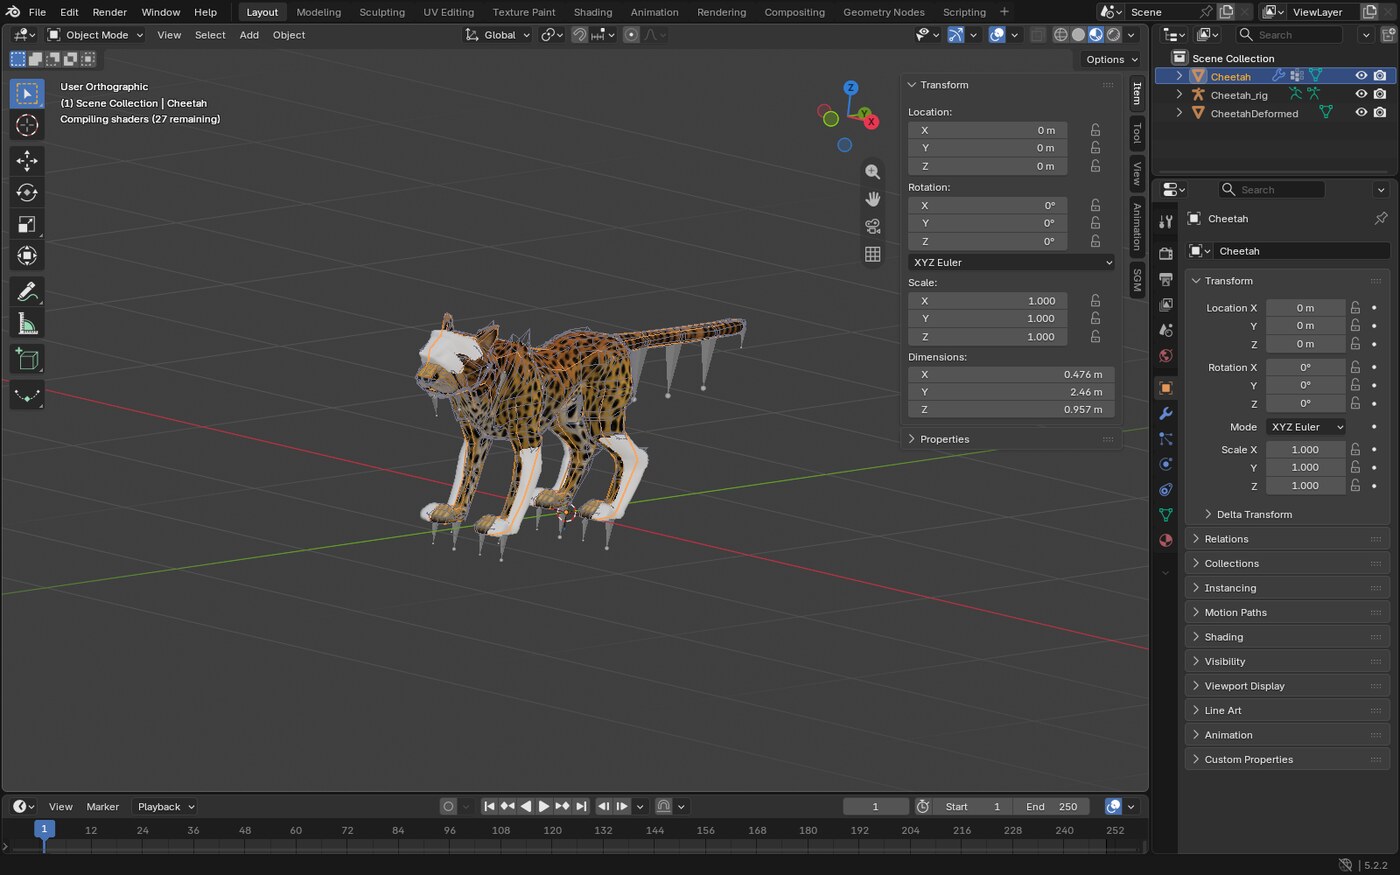 File Edit Render Window Help Layout Modeling Sculpting UV Editing Texture Paint Shading Animation Rendering Compositing Geometry Nodes Scripting + Scene ViewLayer
Object Mode View Select Add Object Global Search
Options
User Orthographic
(1) Scene Collection | Cheetah
Compiling shaders (27 remaining)
Z
Y
X
Transform
Location:
X 0 m
Y 0 m
Z 0 m
Rotation:
X 0°
Y 0°
Z 0°
XYZ Euler
Scale:
X 1.000
Y 1.000
Z 1.000
Dimensions:
X 0.476 m
Y 2.46 m
Z 0.957 m
Properties
Item
Tool
View
Animation
SGM
Scene Collection
Cheetah
Cheetah_rig
CheetahDeformed
Search
Cheetah
Cheetah
Transform
Location X 0 m
Y 0 m
Z 0 m
Rotation X 0°
Y 0°
Z 0°
Mode XYZ Euler
Scale X 1.000
Y 1.000
Z 1.000
Delta Transform
Relations
Collections
Instancing
Motion Paths
Shading
Visibility
Viewport Display
Line Art
Animation
Custom Properties
View Marker Playback 1 Start 1 End 250
1 12 24 36 48 60 72 84 96 108 120 132 144 156 168 180 192 204 216 228 240 252
5.2.2